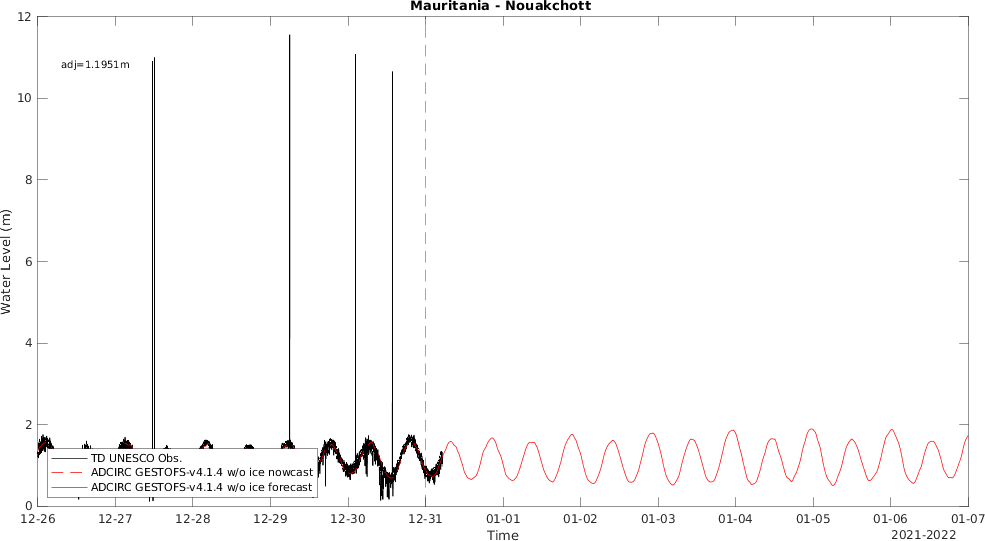 Mauritania - Nouakchott
12
10
8
6
4
2
0
Water Level (m)
adj=1.1951m
TD UNESCO Obs.
ADCIRC GESTOFS-v4.1.4 w/o ice nowcast
ADCIRC GESTOFS-v4.1.4 w/o ice forecast
12-26 12-27 12-28 12-29 12-30 12-31 01-01 01-02 01-03 01-04 01-05 01-06 01-07
Time
2021-2022